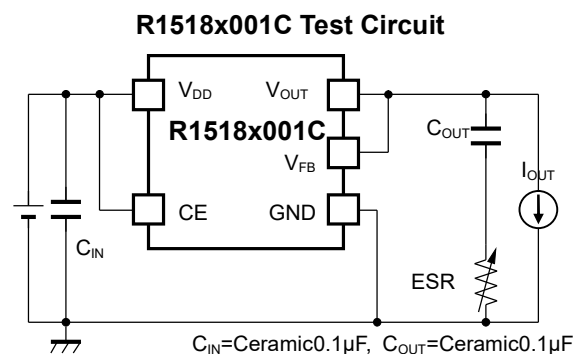 R1518x001C Test Circuit
VDD
VOUT
R1518x001C
VFB
CE
GND
CIN
COUT
IOUT
ESR
CIN=Ceramic0.1µF, COUT=Ceramic0.1µF